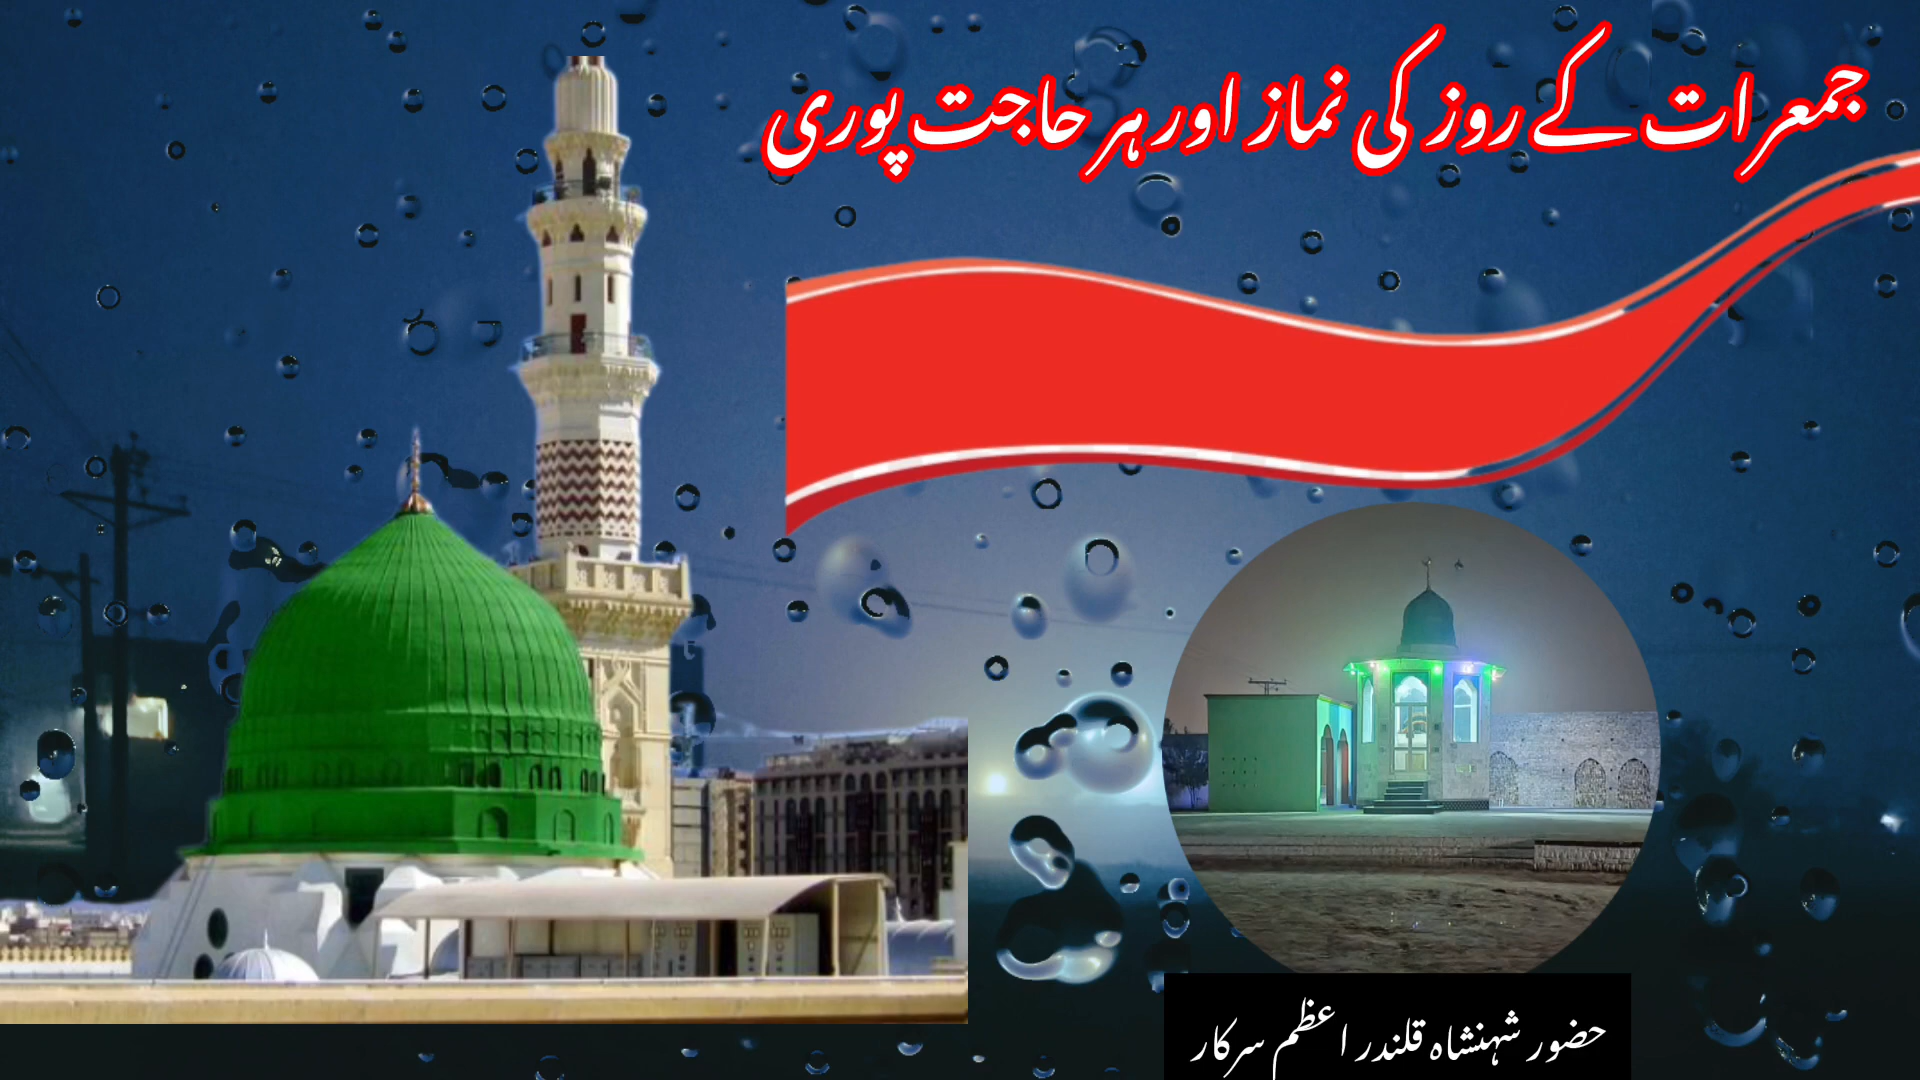 جمعرات کے روز کی نماز اور ہر حاجت پوری
حضور شہنشاہ قلندر اعظم سرکار